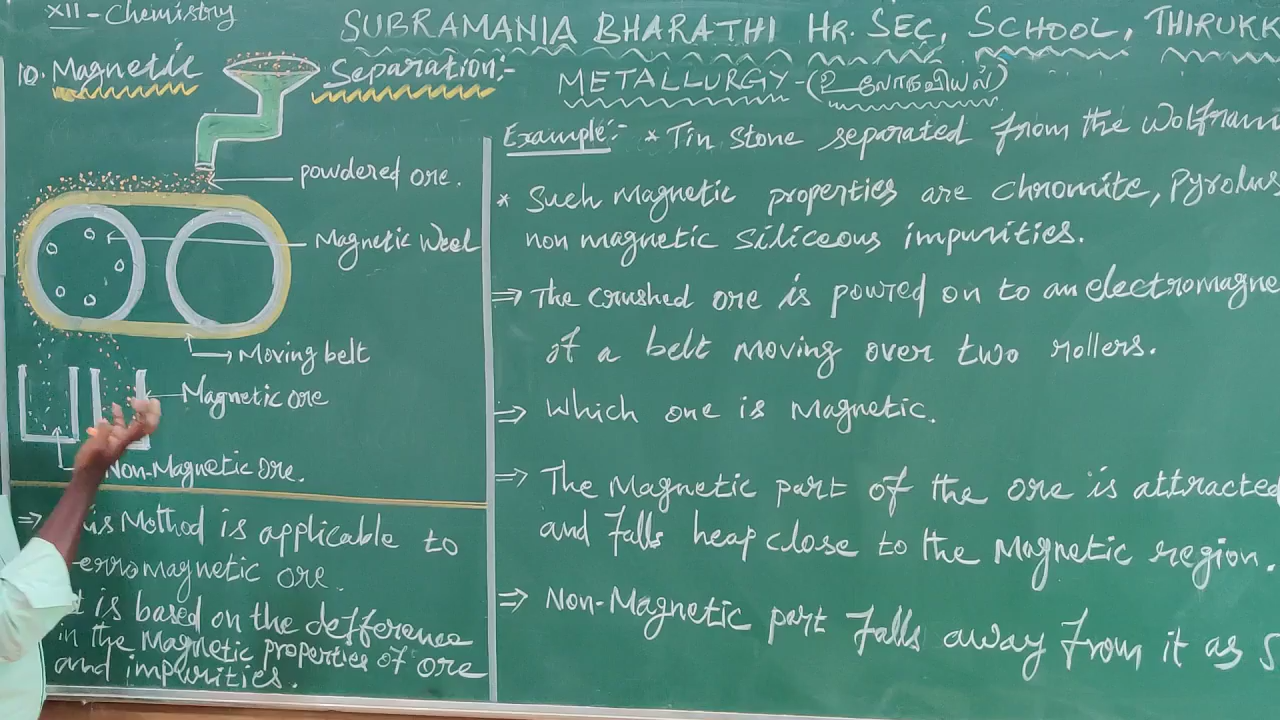 XII - Chemistry
SUBRAMANIA BHARATHI HR. SEC, SCHOOL, THIRUKK
10. Magnetic Separation:-
METALLURGY - (உலோகவியல்)
powdered ore.
Magnetic Weel
Moving belt
Magnetic ore
Non-Magnetic Ore.
⇒ is Mothod is applicable to
erromagnetic ore.
t is based on the defference
in the Magnetic properties of ore
and impurities.
Example:- * Tin Stone separated from the Wolframi
* Such Magnetic properties are chromite, Pyrolus
non magnetic siliceous impurities.
⇒ The crushed ore is poured on to an electromagne
of a belt moving over two rollers.
⇒ Which one is Magnetic.
⇒ The Magnetic part of the ore is attracted
and falls heap close to the Magnetic region.
⇒ Non-Magnetic part falls away from it as S